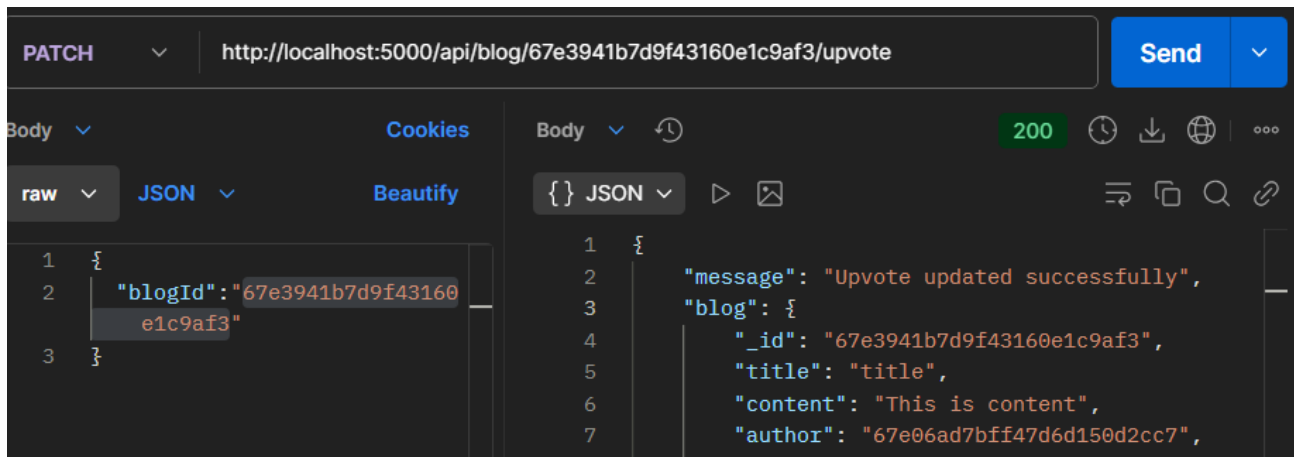 PATCH
http://localhost:5000/api/blog/67e3941b7d9f43160e1c9af3/upvote
Send
Body
Cookies
raw
JSON
Beautify
1 {
2 "blogId":"67e3941b7d9f43160
e1c9af3"
3 }
Body
200
{} JSON
1 {
2 "message": "Upvote updated successfully",
3 "blog": {
4 "_id": "67e3941b7d9f43160e1c9af3",
5 "title": "title",
6 "content": "This is content",
7 "author": "67e06ad7bff47d6d150d2cc7",